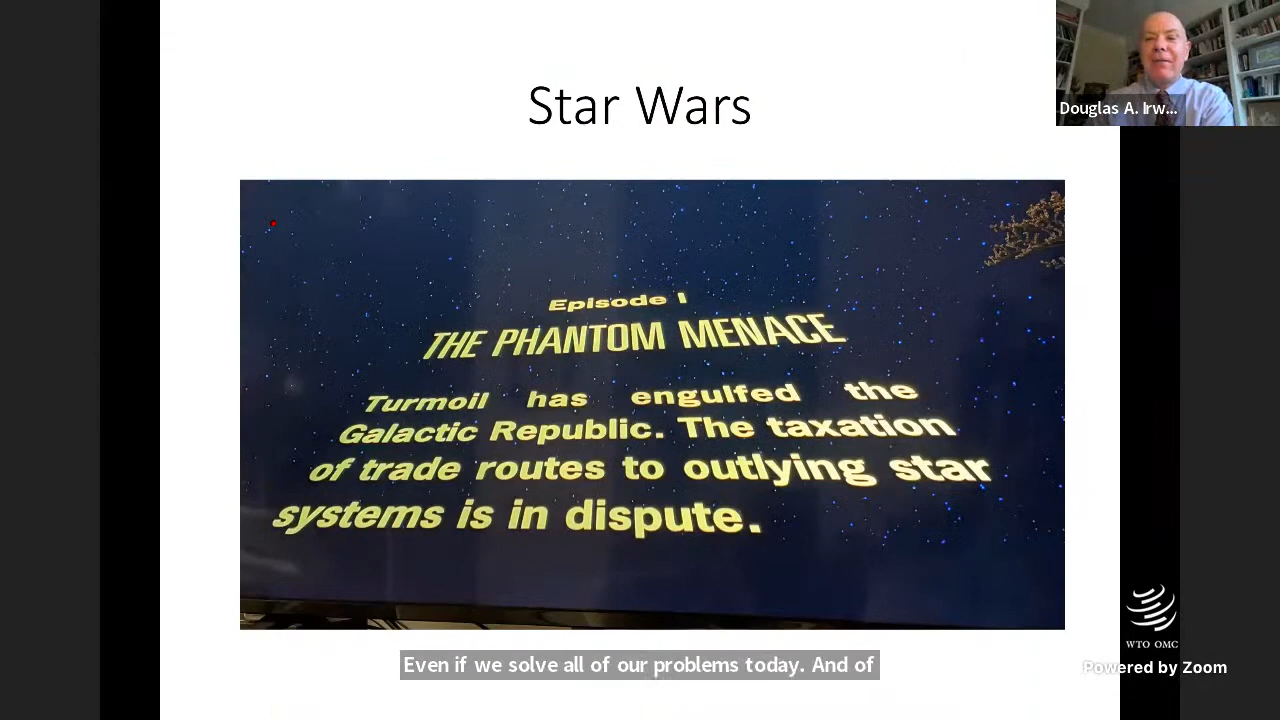 Star Wars
Douglas A. Irw...
Episode I
THE PHANTOM MENACE
Turmoil has engulfed the
Galactic Republic. The taxation
of trade routes to outlying star
systems is in dispute.
Even if we solve all of our problems today. And of
WTO OMC
Powered by Zoom